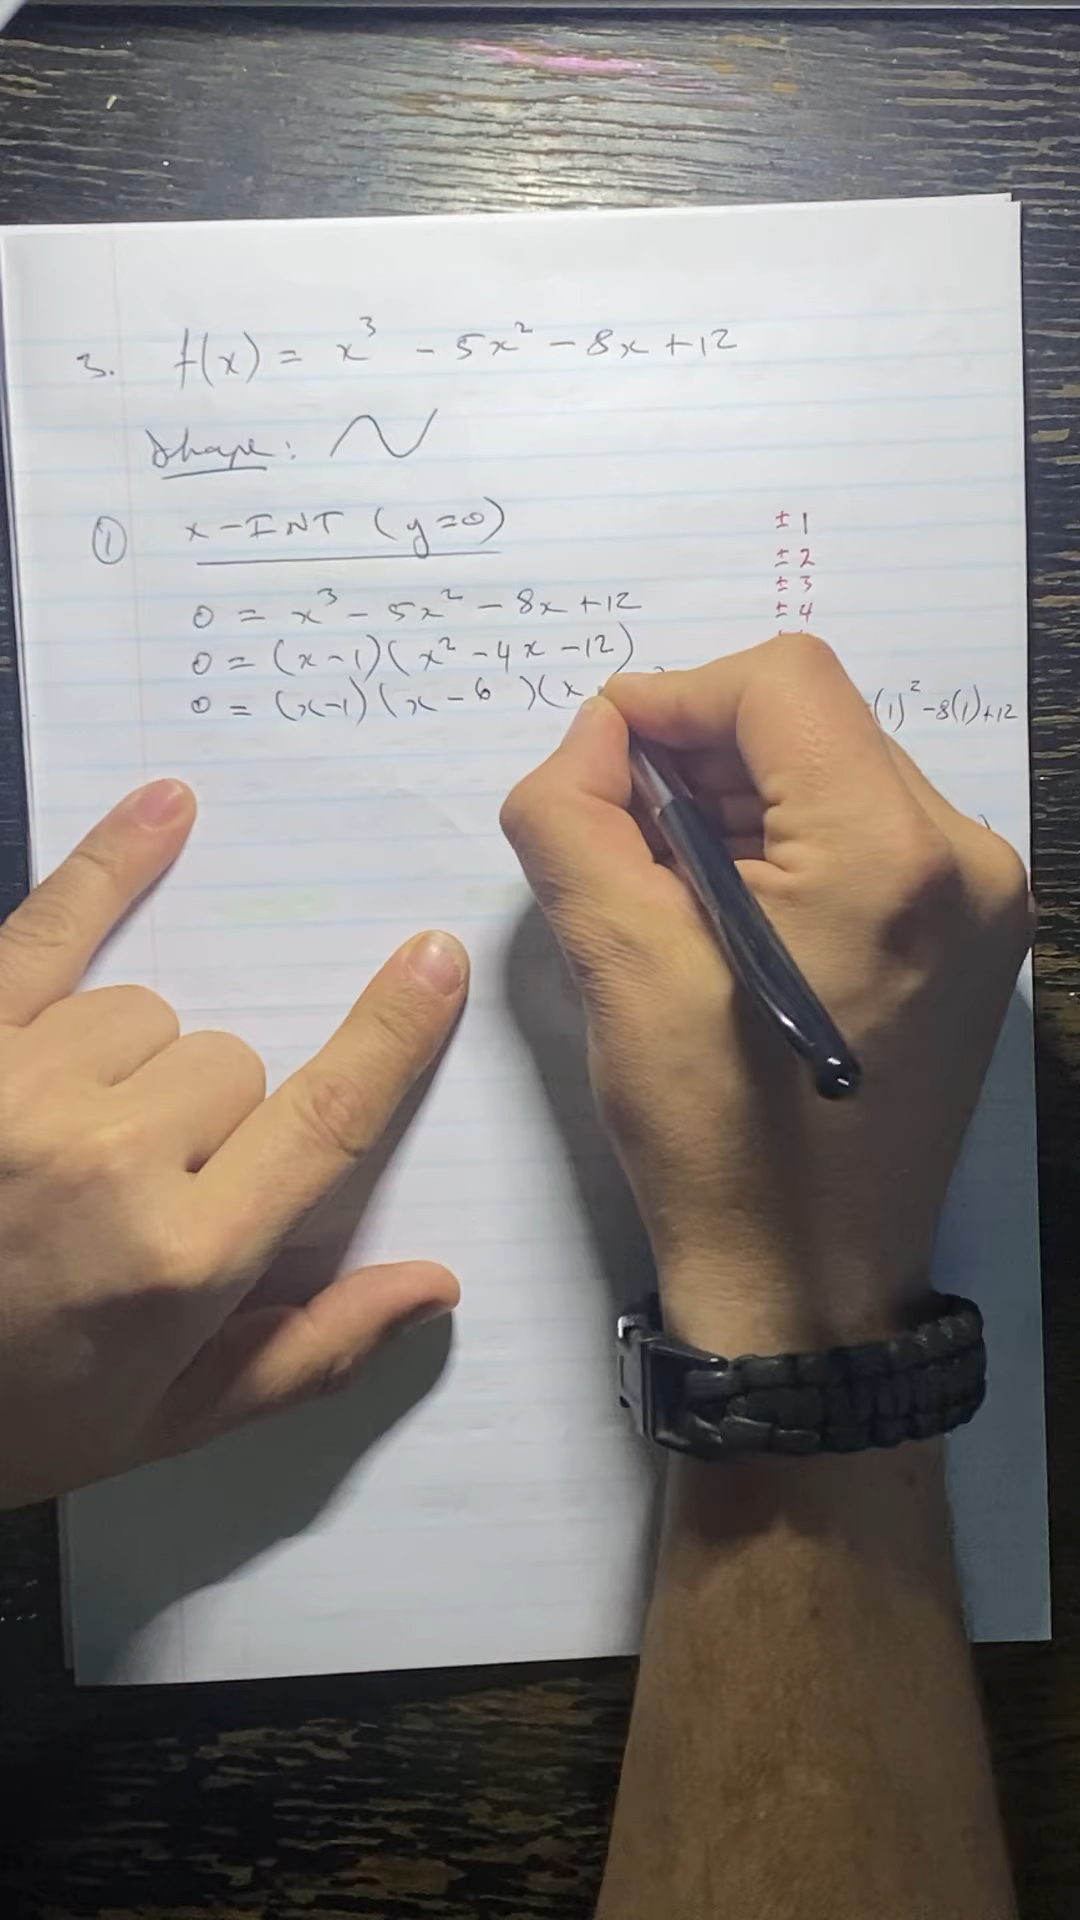 3. f(x) = x³ - 5x² - 8x + 12
Shape:
① x-INT (y=0)
0 = x³ - 5x² - 8x + 12
0 = (x-1)(x² - 4x - 12)
0 = (x-1)(x-6)(x
± 1
± 2
± 3
± 4
(1)² -8(1)+12